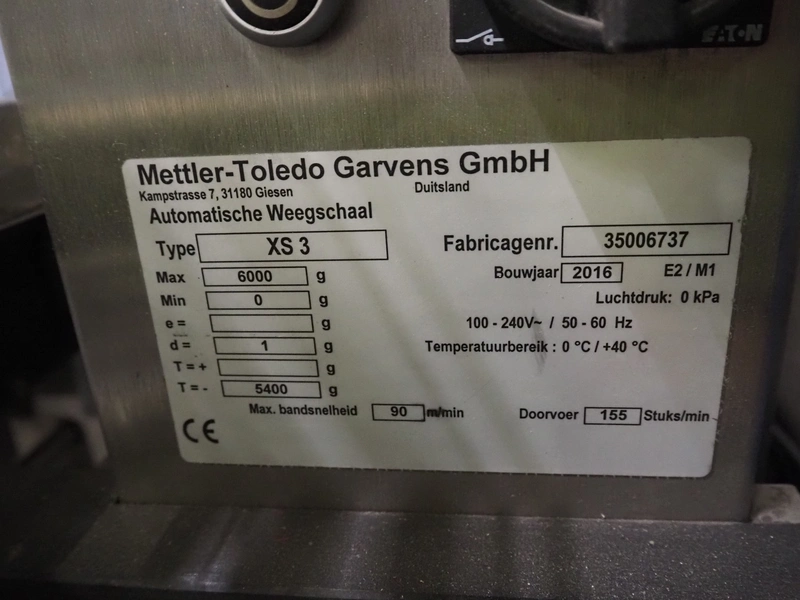 EATON
Mettler-Toledo Garvens GmbH
Kampstrasse 7, 31180 Giesen Duitsland
Automatische Weegschaal
Type XS 3 Fabricagenr. 35006737
Max 6000 g Bouwjaar 2016 E2 / M1
Min 0 g Luchtdruk: 0 kPa
e = g 100 - 240V~ / 50 - 60 Hz
d = 1 g Temperatuurbereik : 0 °C / +40 °C
T = + g
T = - 5400 g
Max. bandsnelheid 90 m/min Doorvoer 155 Stuks/min
CE